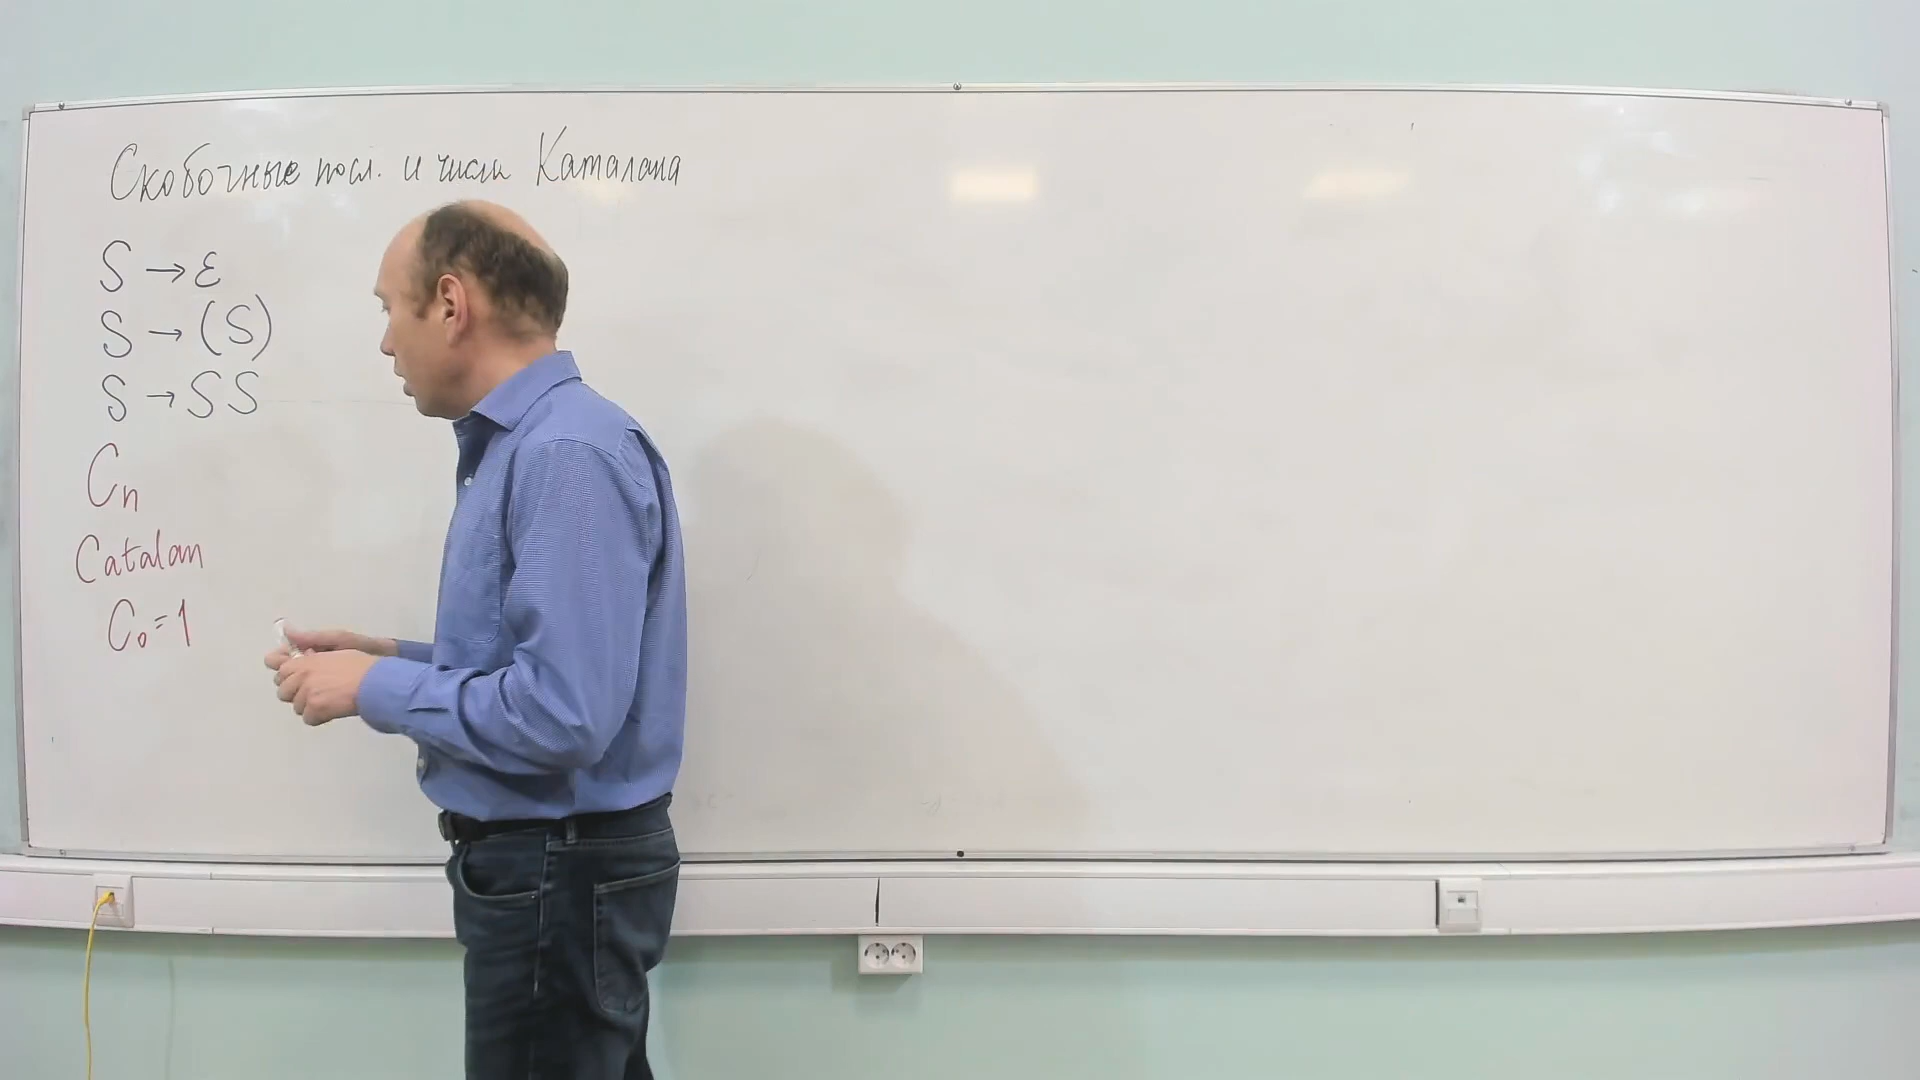 Скобочные посл. и числа Каталана
S → ε
S → (S)
S → SS
Cn
Catalan
C₀=1